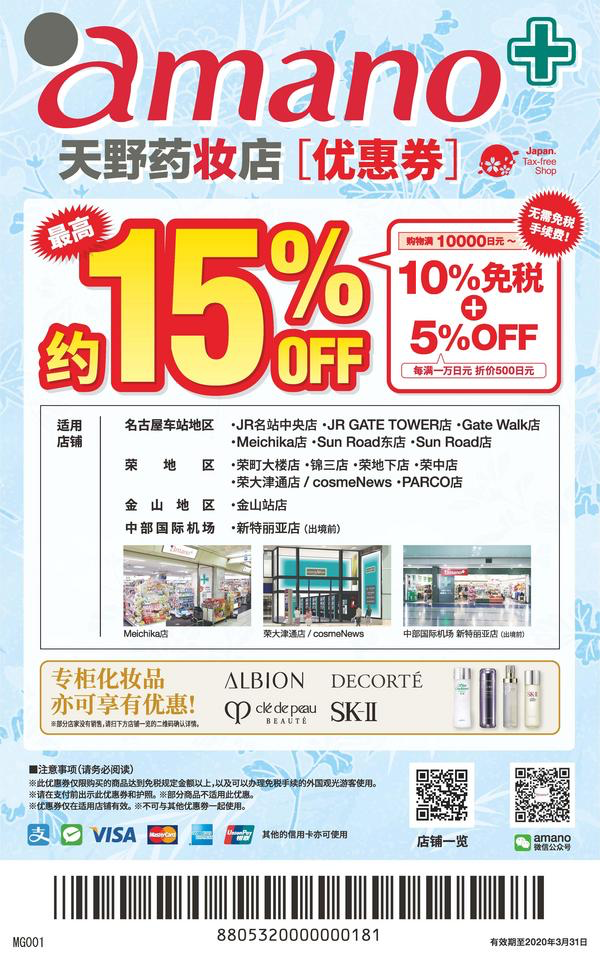 amano
天野药妆店［优惠券］
Japan.
Tax-free
Shop
最高
约15%OFF
无需免税
手续费！
购物满 10000日元～
10%免税
+
5%OFF
每满一万日元 折价500日元
适用
店铺
名古屋车站地区 ･JR名站中央店 ･JR GATE TOWER店 ･Gate Walk店
･Meichika店 ･Sun Road东店 ･Sun Road店
荣地区 ･荣町大楼店 ･锦三店 ･荣地下店 ･荣中店
･荣大津通店 / cosmeNews ･PARCO店
金山地区 ･金山站店
中部国际机场 ･新特丽亚店（出境前）
Meichika店
荣大津通店 / cosmeNews
中部国际机场 新特丽亚店（出境前）
专柜化妆品
亦可享有优惠！
※部分店家没有销售，请扫下方店铺一览的二维码确认详情。
ALBION DECORTÉ
clé de peau
BEAUTÉ
SK-II
■注意事项（请务必阅读）
※此优惠券仅限购买的商品达到免税规定金额以上，以及可以办理免税手续的外国观光游客使用。
※请在支付前出示此优惠券和护照。※部分商品不适用此优惠。
※优惠券仅在适用店铺有效。※不可与其他优惠券一起使用。
支 VISA MasterCard AMERICAN EXPRESS UnionPay 银联 其他的信用卡亦可使用
店铺一览
amano
微信公众号
8805320000000181
MG001
有效期至2020年3月31日